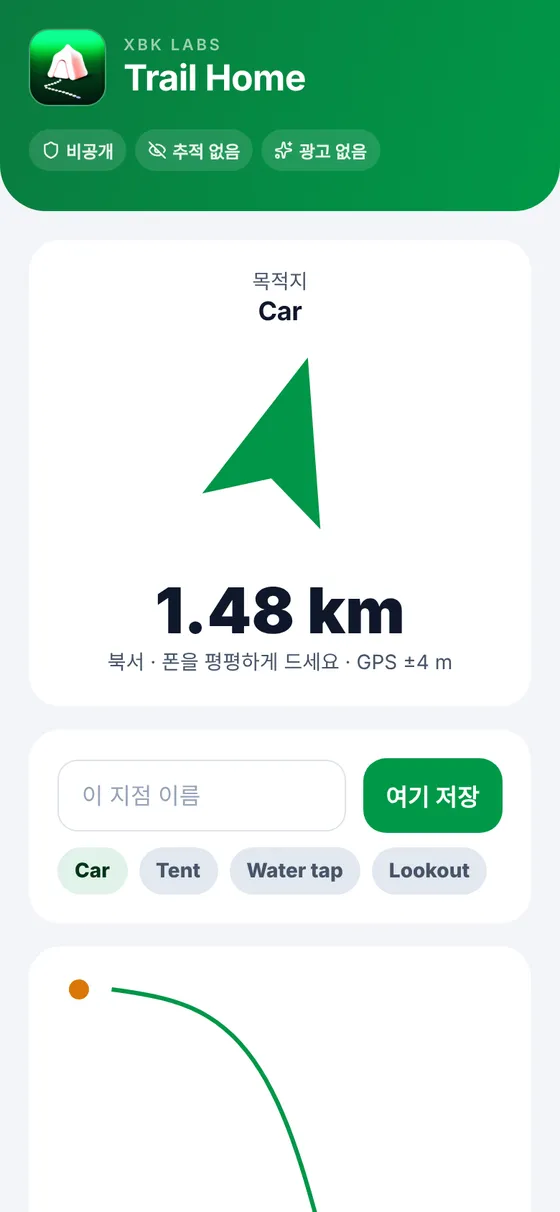 XBK LABS
Trail Home
비공개 추적 없음 광고 없음
목적지
Car
1.48 km
북서 · 폰을 평평하게 드세요 · GPS ±4 m
이 지점 이름 여기 저장
Car Tent Water tap Lookout